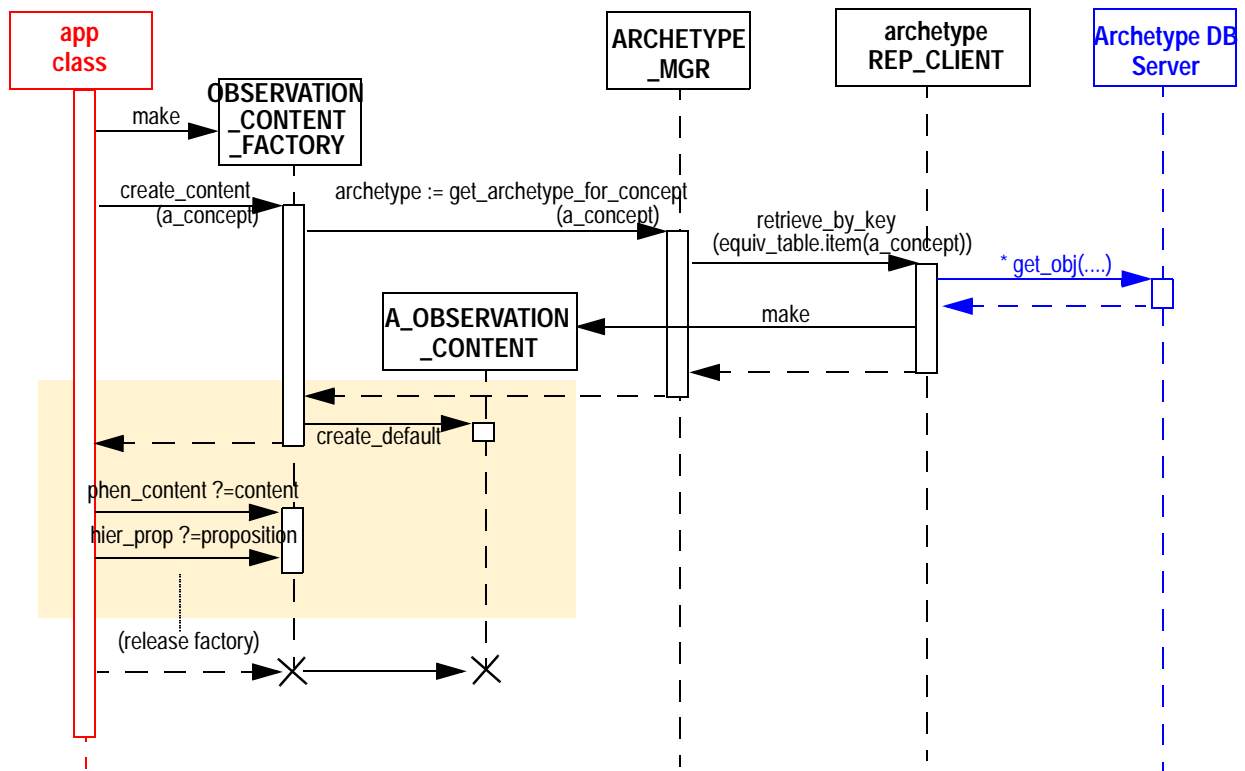 app
class
ARCHETYPE
_MGR
archetype
REP_CLIENT
Archetype DB
Server
OBSERVATION
_CONTENT
_FACTORY
make
create_content
(a_concept)
archetype := get_archetype_for_concept
(a_concept)
retrieve_by_key
(equiv_table.item(a_concept))
* get_obj(....)
A_OBSERVATION
_CONTENT
make
create_default
phen_content ?=content
hier_prop ?=proposition
(release factory)